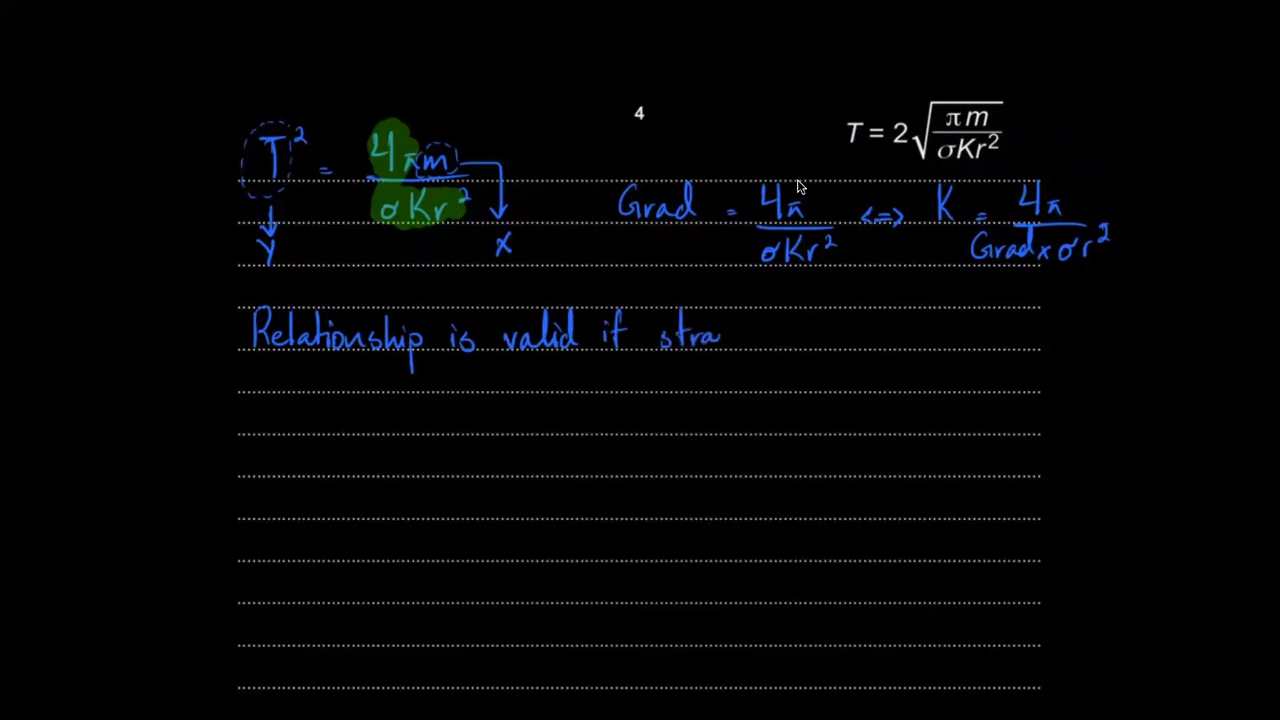 4
T = 2√(πm / σKr²)
T² = 4πm / σKr²
y
x
Grad = 4π / σKr² <=> K = 4π / Grad x σr²
Relationship is valid if stra